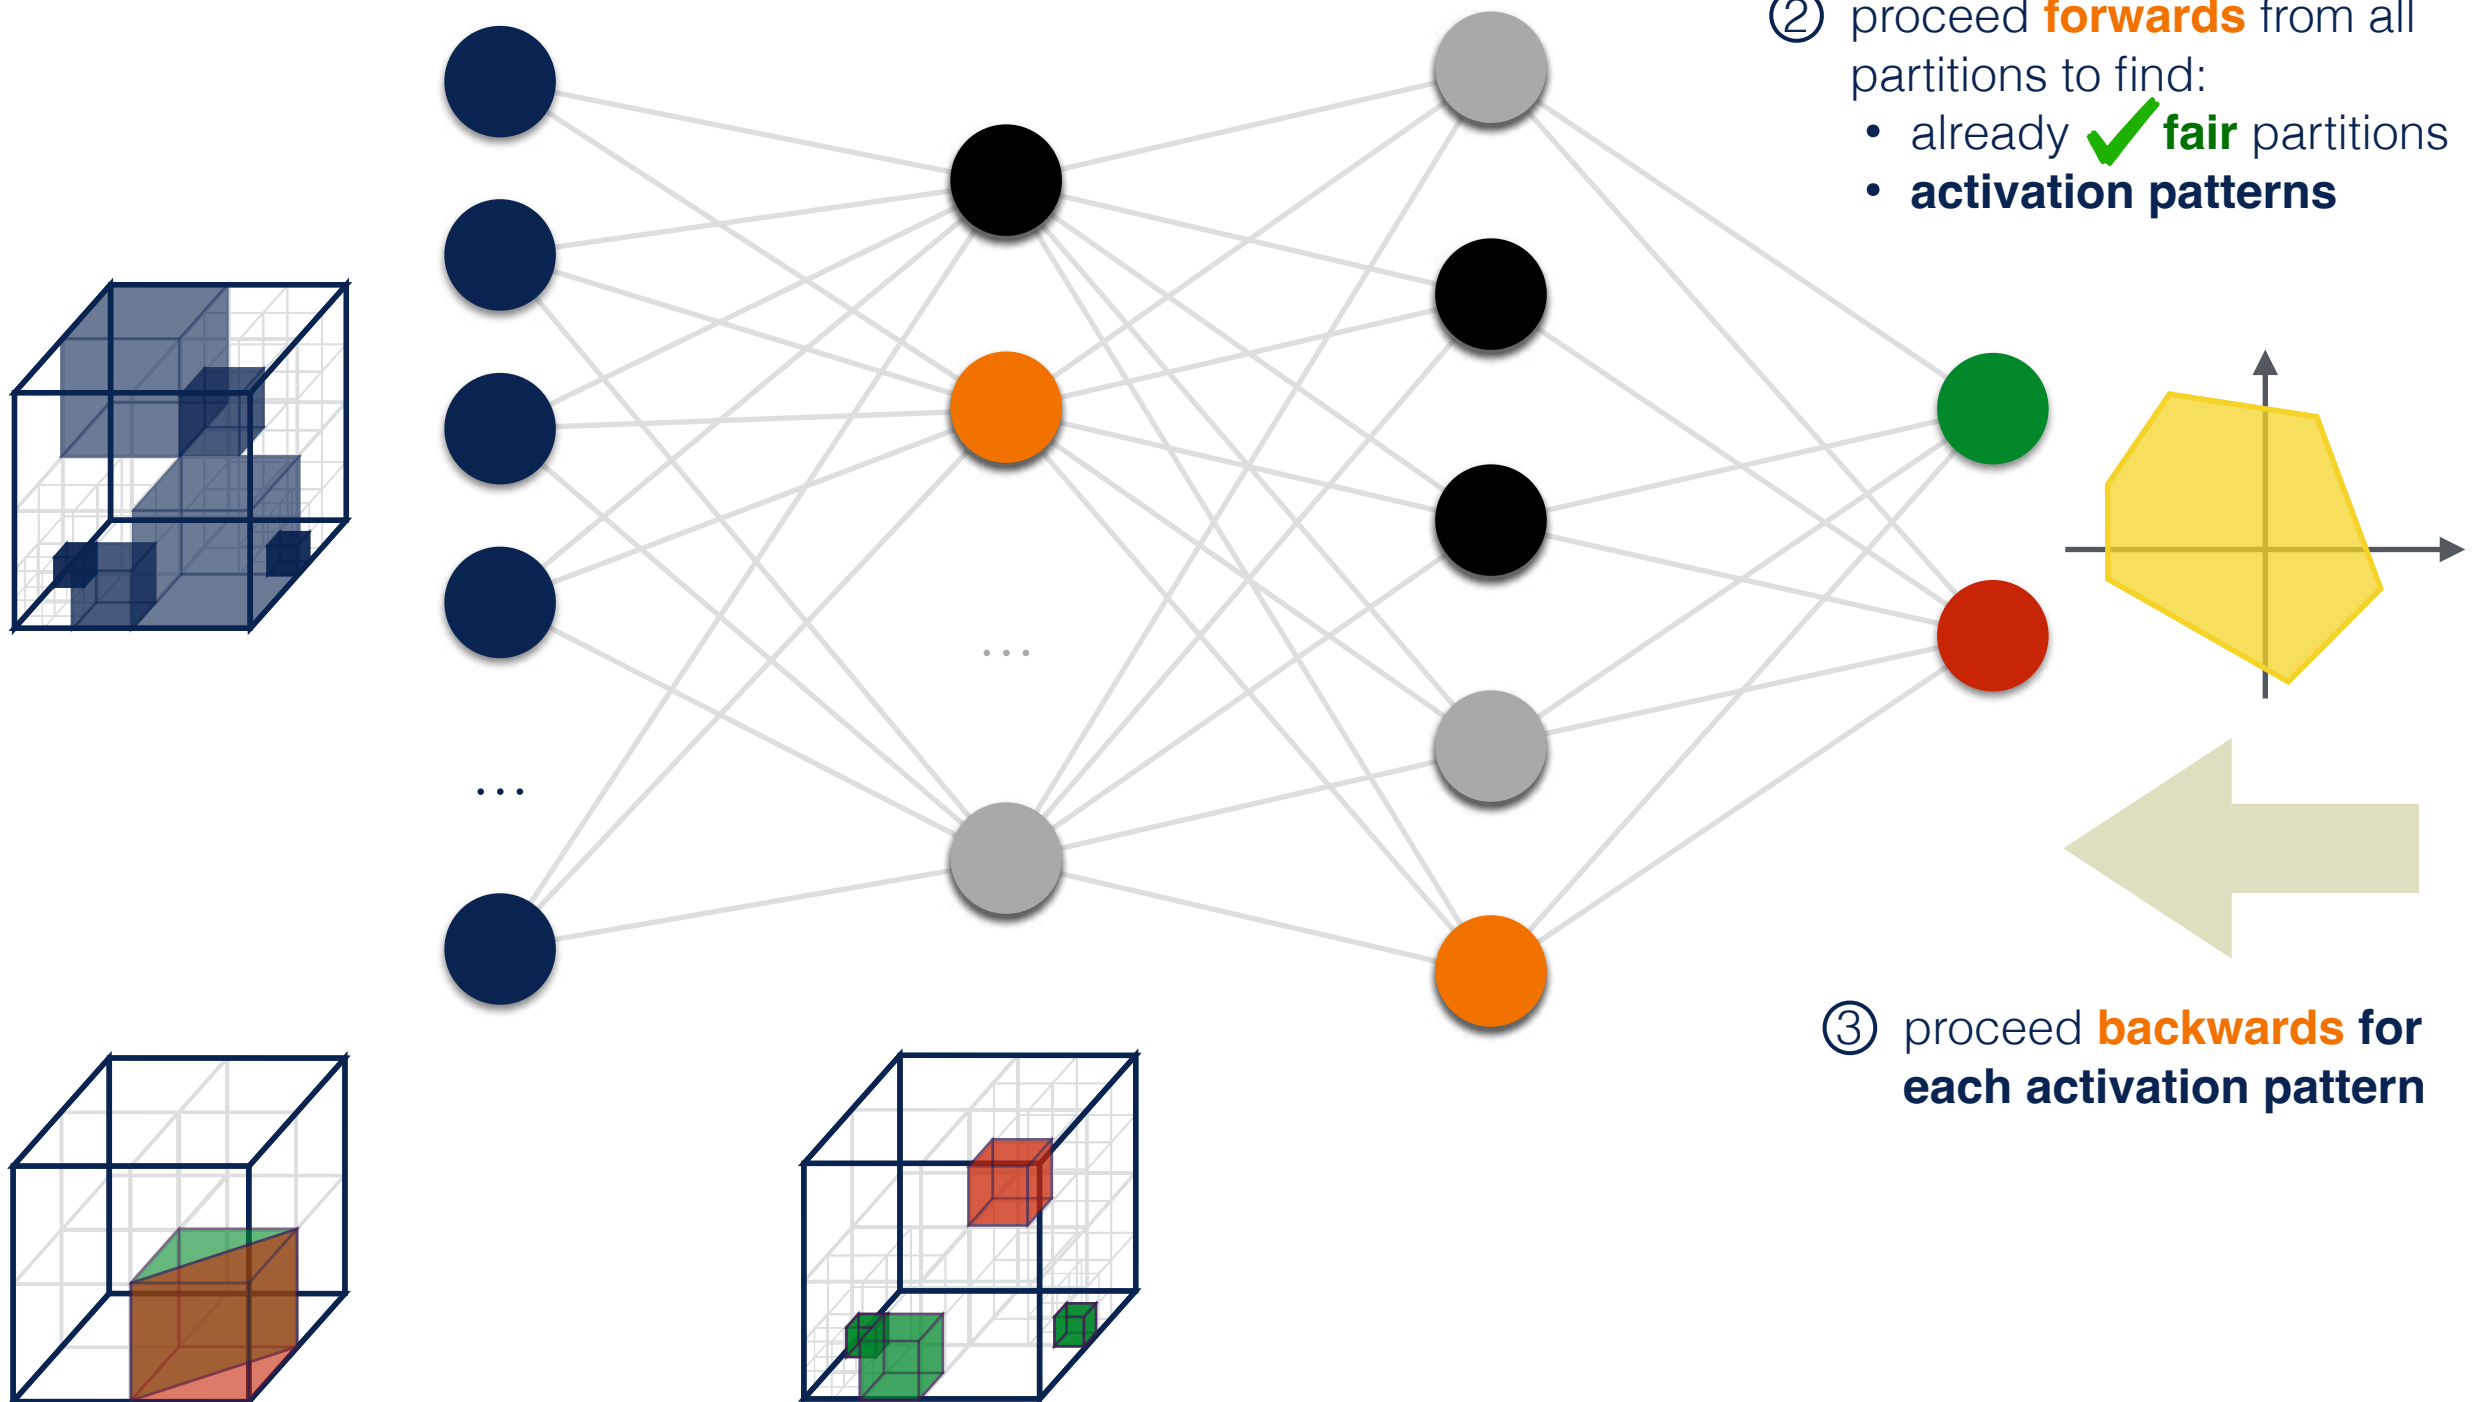 ② proceed forwards from all
partitions to find:
• already ✓ fair partitions
• activation patterns
…
…
③ proceed backwards for
each activation pattern